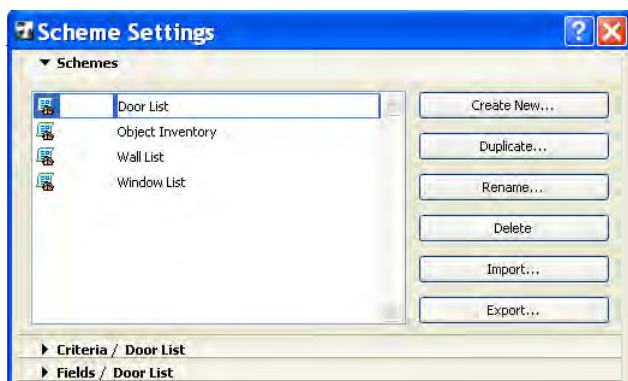 Scheme Settings
Schemes
Door List
Object Inventory
Wall List
Window List
Create New...
Duplicate...
Rename...
Delete
Import...
Export...
Criteria / Door List
Fields / Door List